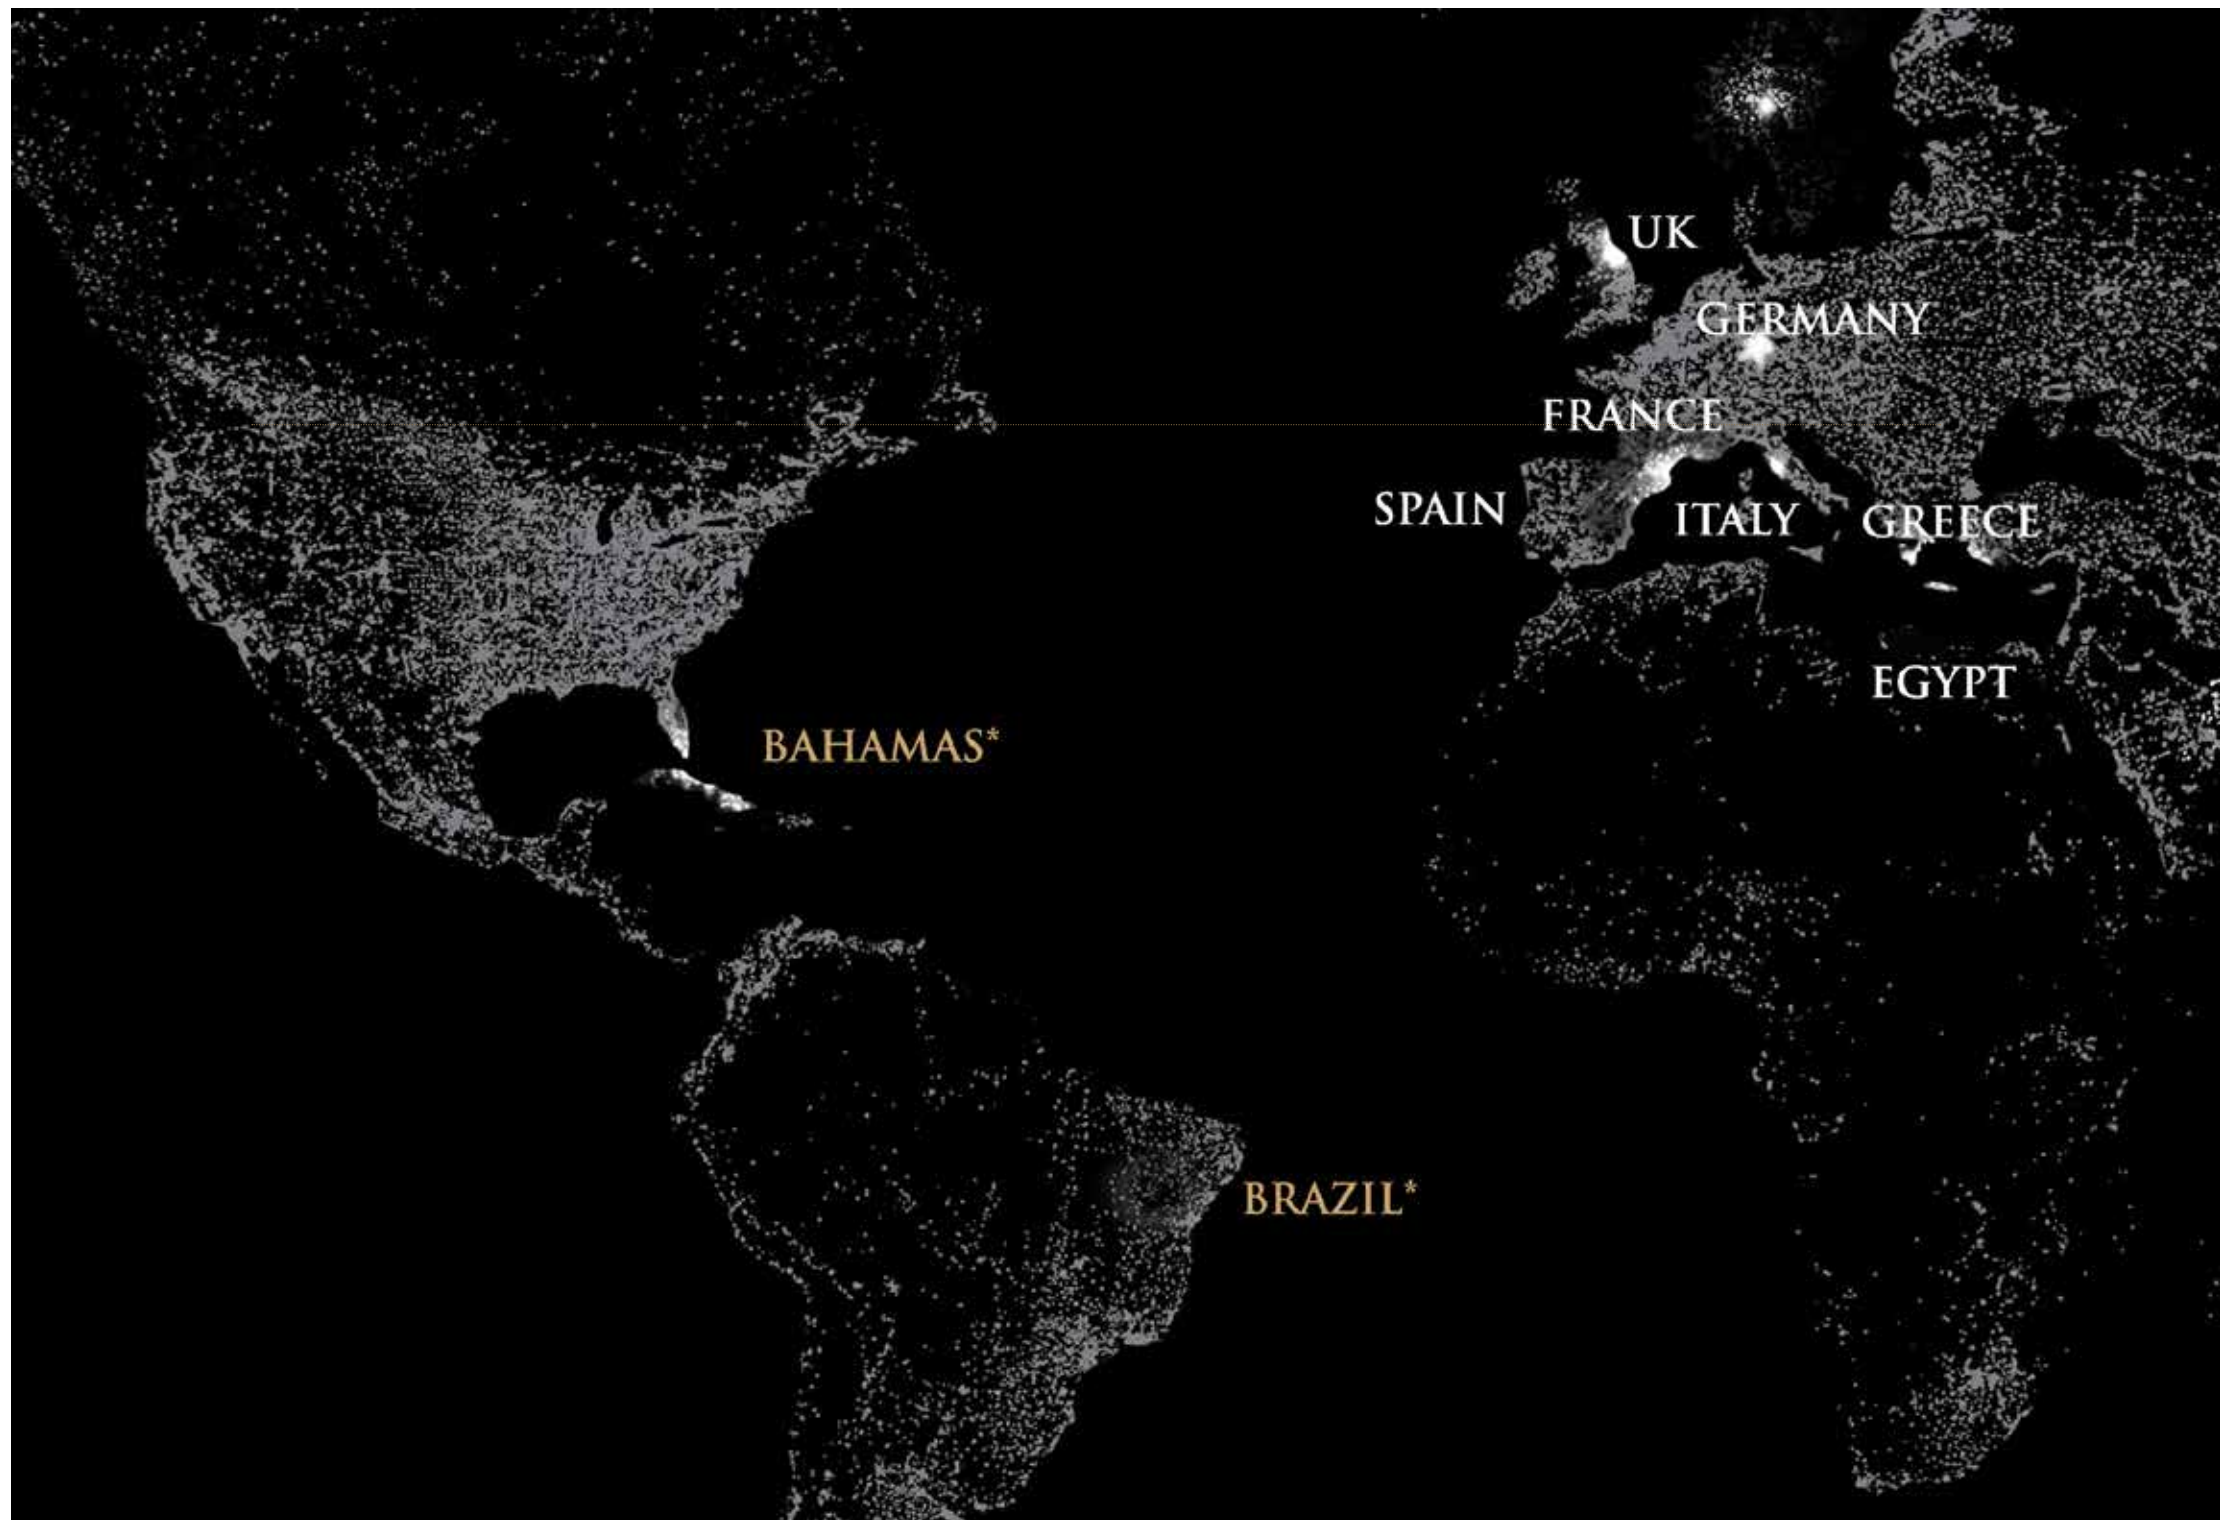 UK
GERMANY
FRANCE
SPAIN
ITALY
GREECE
EGYPT
BAHAMAS*
BRAZIL*